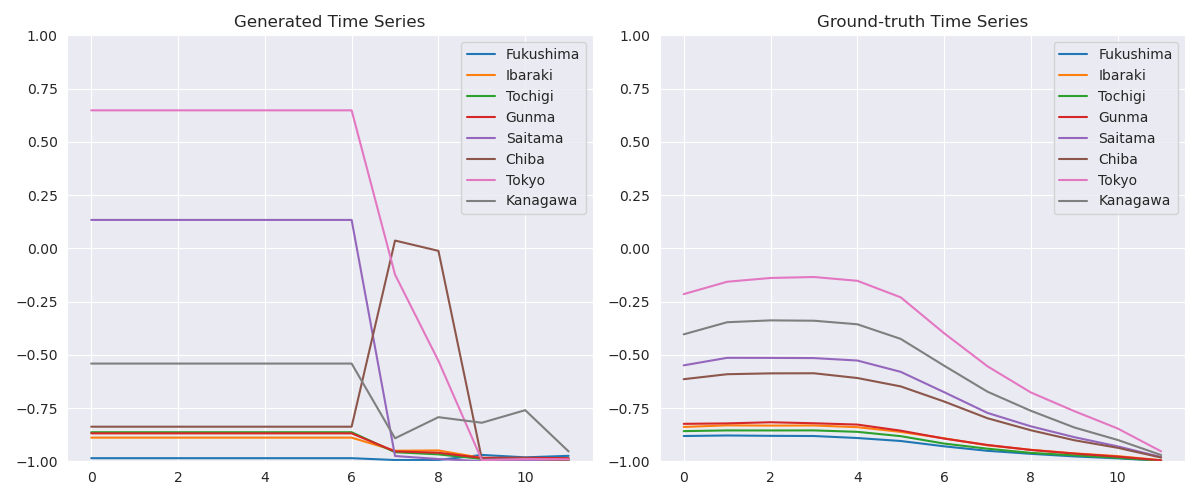 Generated Time Series
1.00
0.75
0.50
0.25
0.00
−0.25
−0.50
−0.75
−1.00
0 2 4 6 8 10
Fukushima
Ibaraki
Tochigi
Gunma
Saitama
Chiba
Tokyo
Kanagawa
Ground-truth Time Series
1.00
0.75
0.50
0.25
0.00
−0.25
−0.50
−0.75
−1.00
0 2 4 6 8 10
Fukushima
Ibaraki
Tochigi
Gunma
Saitama
Chiba
Tokyo
Kanagawa